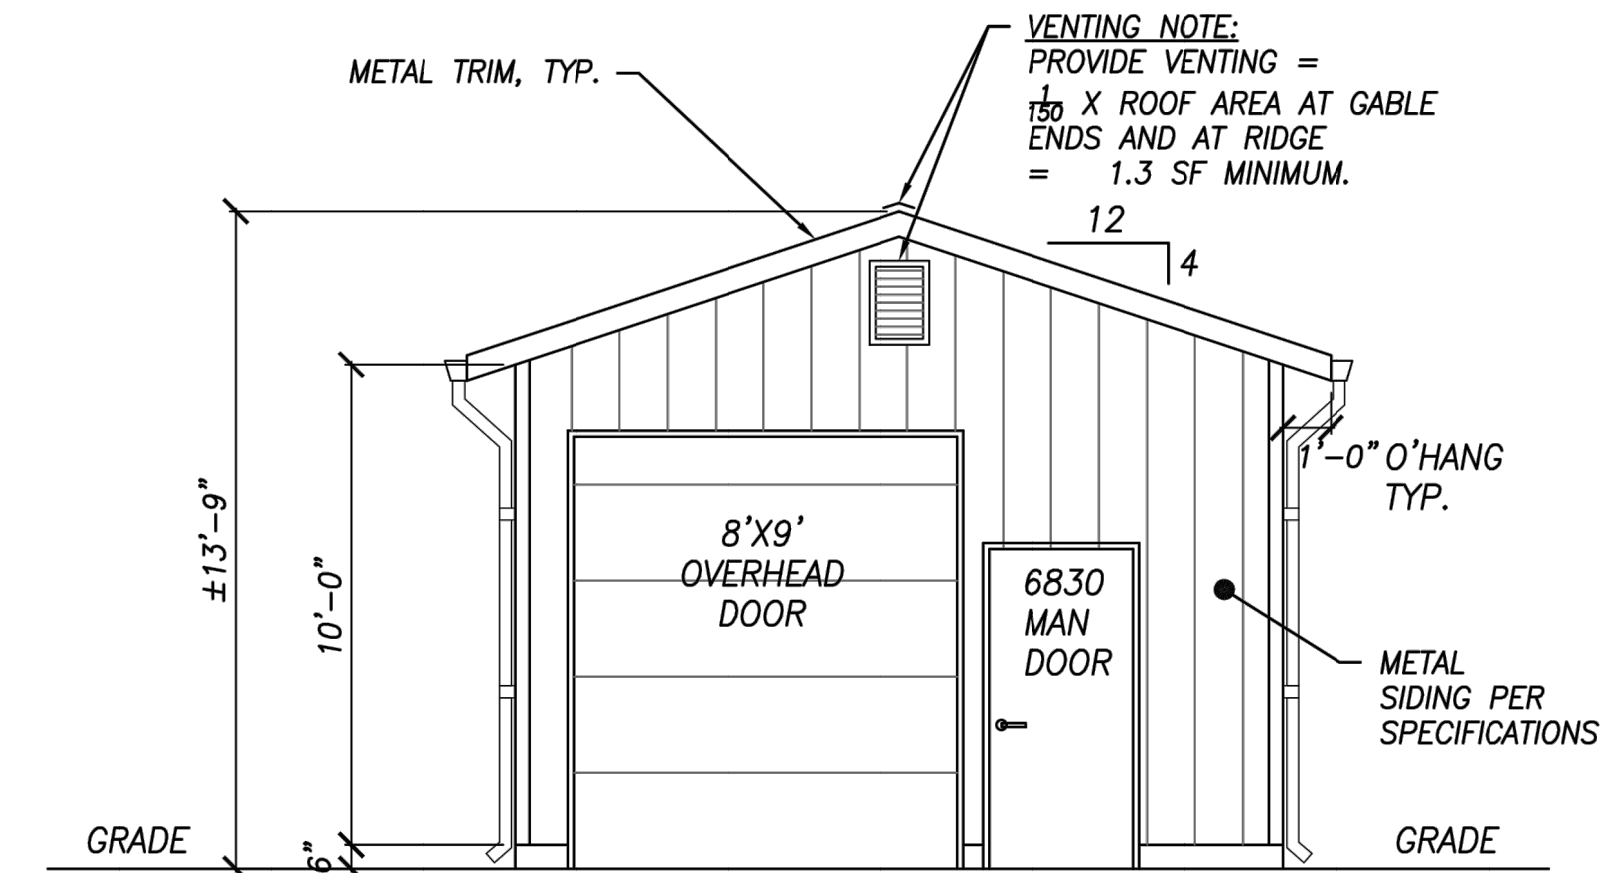 VENTING NOTE:
PROVIDE VENTING =
1/150 X ROOF AREA AT GABLE
ENDS AND AT RIDGE
= 1.3 SF MINIMUM.
METAL TRIM, TYP.
12
4
1'-0" O'HANG
TYP.
±13'-9"
10'-0"
6"
8'X9'
OVERHEAD
DOOR
6830
MAN
DOOR
METAL
SIDING PER
SPECIFICATIONS
GRADE
GRADE